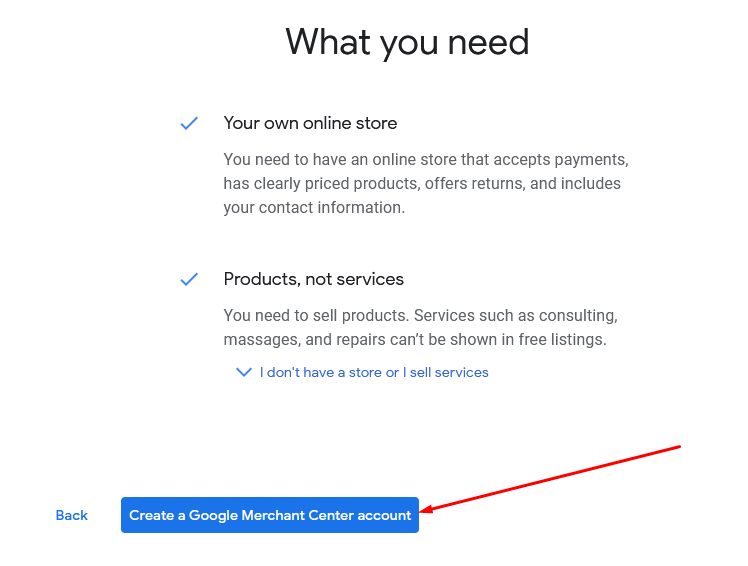 What you need
Your own online store
You need to have an online store that accepts payments,
has clearly priced products, offers returns, and includes
your contact information.
Products, not services
You need to sell products. Services such as consulting,
massages, and repairs can’t be shown in free listings.
I don't have a store or I sell services
Back
Create a Google Merchant Center account